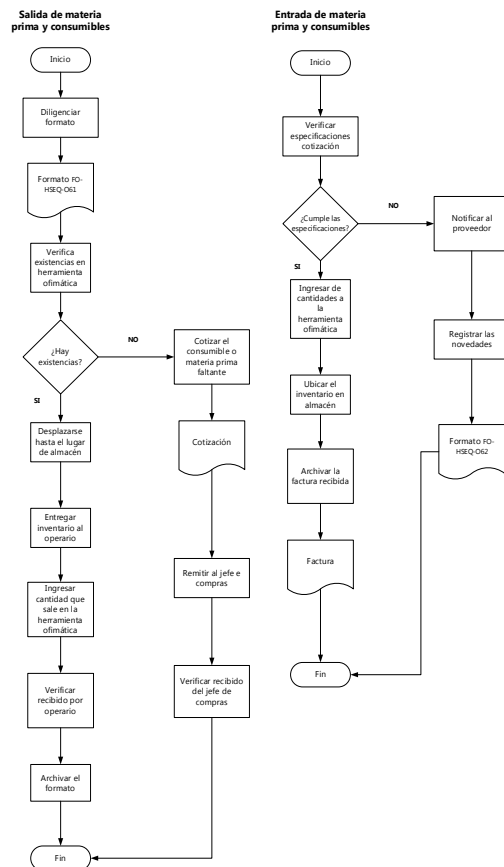 Salida de materia
prima y consumibles
Inicio
Diligenciar
formato
Formato FO-
HSEQ-O61
Verifica
existencias en
herramienta
ofimática
¿Hay
existencias?
NO
SI
Cotizar el
consumible o
materia prima
faltante
Cotización
Remitir al jefe e
compras
Verificar recibido
del jefe de
compras
Desplazarse
hasta el lugar
de almacén
Entregar
inventario al
operario
Ingresar
cantidad que
sale en la
herramienta
ofimática
Verificar
recibido por
operario
Archivar el
formato
Fin
Entrada de materia
prima y consumibles
Inicio
Verificar
especificaciones
cotización
¿Cumple las
especificaciones?
NO
SI
Notificar al
proveedor
Registrar las
novedades
Formato FO-
HSEQ-O62
Ingresar de
cantidades a
la
herramienta
ofimática
Ubicar el
inventario en
almacén
Archivar la
factura recibida
Factura
Fin